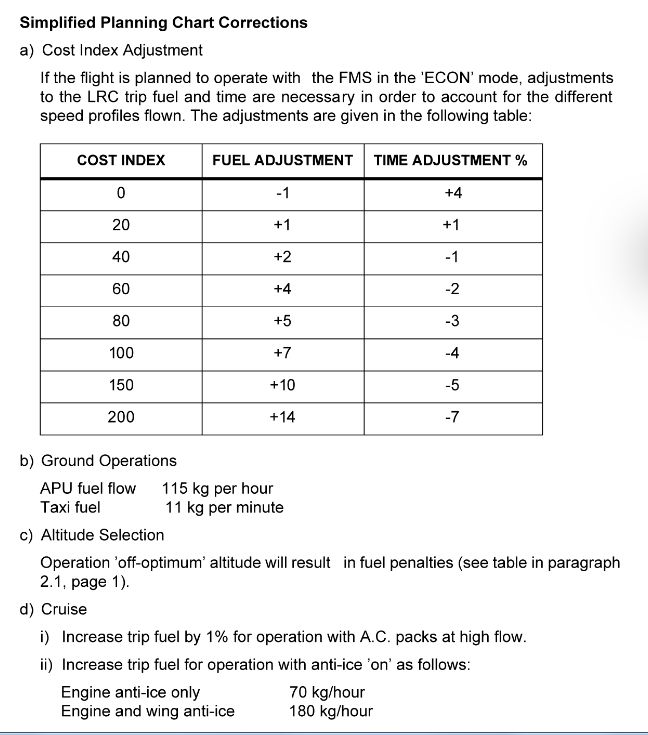 Simplified Planning Chart Corrections
a) Cost Index Adjustment
If the flight is planned to operate with the FMS in the 'ECON' mode, adjustments
to the LRC trip fuel and time are necessary in order to account for the different
speed profiles flown. The adjustments are given in the following table:
COST INDEX FUEL ADJUSTMENT TIME ADJUSTMENT %
0 -1 +4
20 +1 +1
40 +2 -1
60 +4 -2
80 +5 -3
100 +7 -4
150 +10 -5
200 +14 -7
b) Ground Operations
APU fuel flow 115 kg per hour
Taxi fuel 11 kg per minute
c) Altitude Selection
Operation 'off-optimum' altitude will result in fuel penalties (see table in paragraph
2.1, page 1).
d) Cruise
i) Increase trip fuel by 1% for operation with A.C. packs at high flow.
ii) Increase trip fuel for operation with anti-ice 'on' as follows:
Engine anti-ice only 70 kg/hour
Engine and wing anti-ice 180 kg/hour